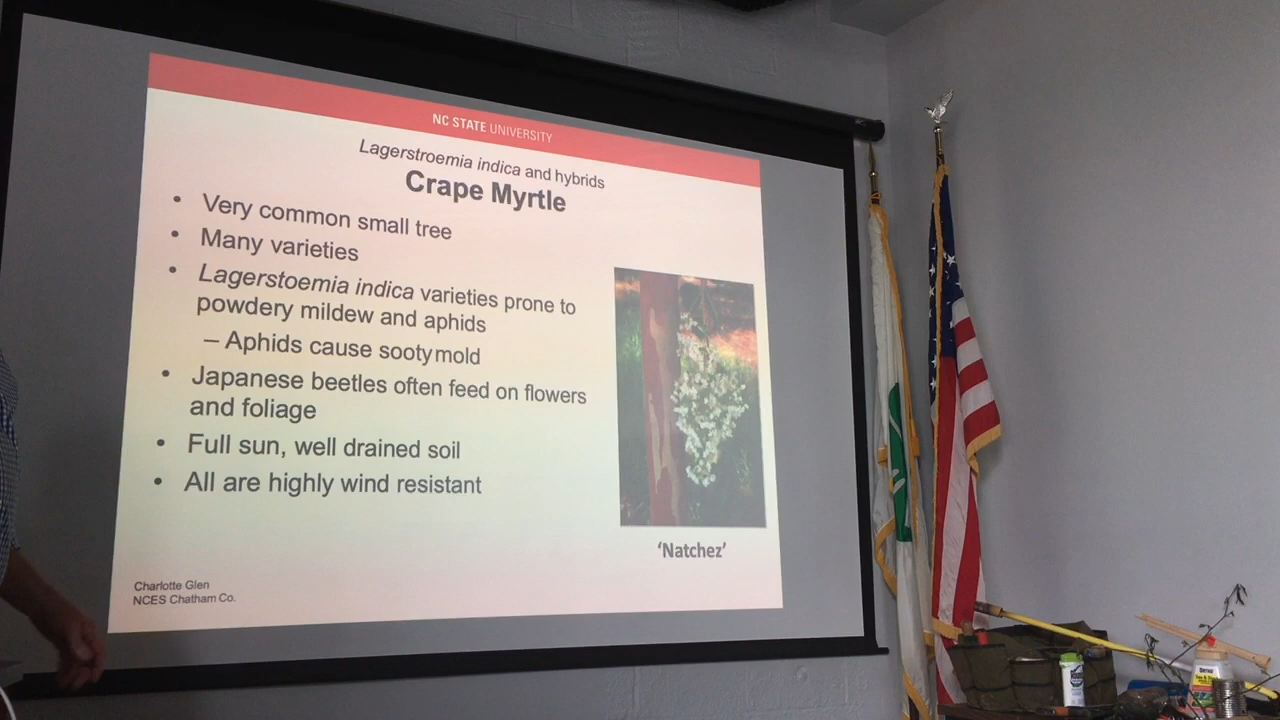 NC STATE UNIVERSITY
Lagerstroemia indica and hybrids
Crape Myrtle
• Very common small tree
• Many varieties
• Lagerstoemia indica varieties prone to
powdery mildew and aphids
– Aphids cause sooty mold
• Japanese beetles often feed on flowers
and foliage
• Full sun, well drained soil
• All are highly wind resistant
'Natchez'
Charlotte Glen
NCES Chatham Co.